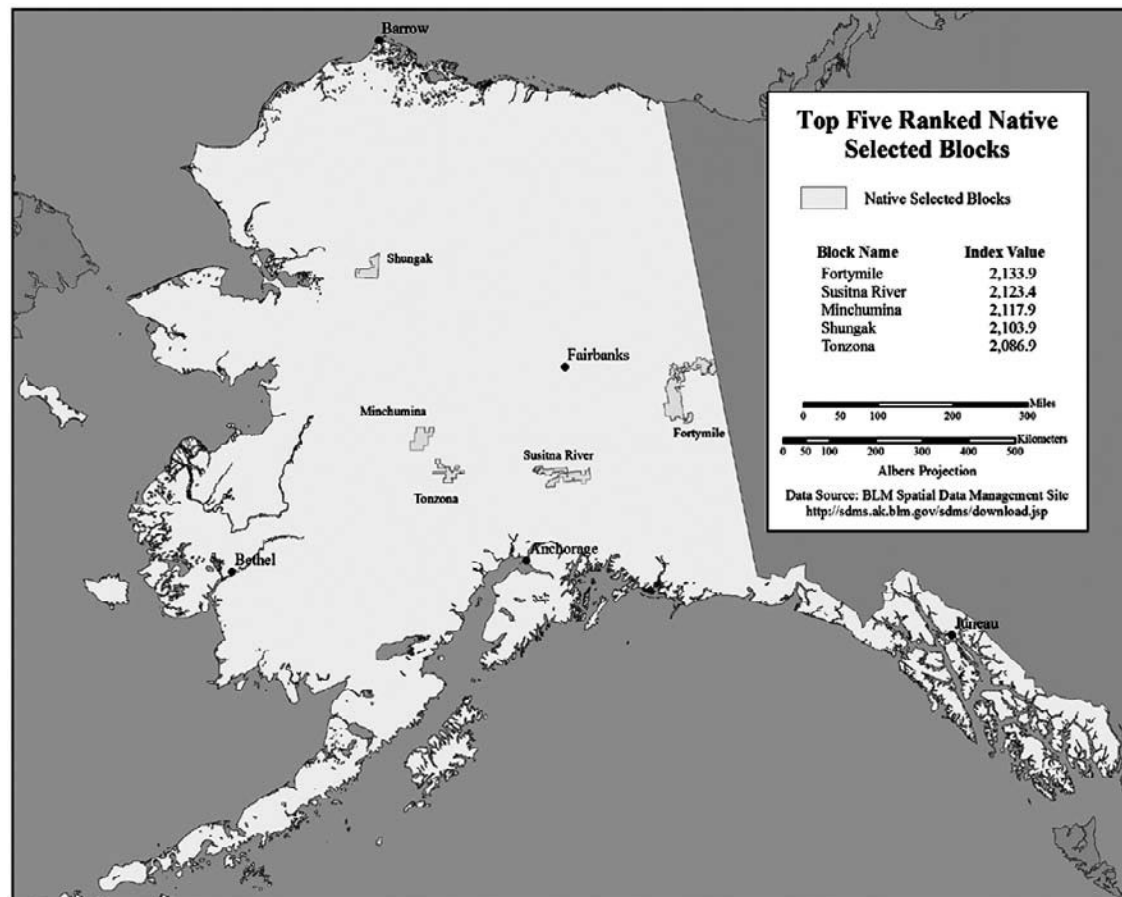 Barrow
Top Five Ranked Native
Selected Blocks
Native Selected Blocks
Block Name Index Value
Fortymile 2,133.9
Susitna River 2,123.4
Minchumina 2,117.9
Shungak 2,103.9
Tonzona 2,086.9
Miles
0 50 100 200 300
Kilometers
0 50 100 200 300 400 500
Albers Projection
Data Source: BLM Spatial Data Management Site
http://sdms.ak.blm.gov/sdms/download.jsp
Shungak
Fairbanks
Minchumina
Fortymile
Susitna River
Tonzona
Anchorage
Bethel
Juneau